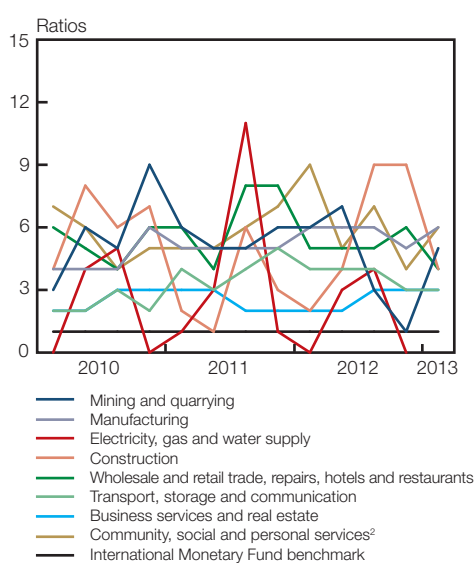 Ratios
15
12
9
6
3
0
2010 2011 2012 2013
Mining and quarrying
Manufacturing
Electricity, gas and water supply
Construction
Wholesale and retail trade, repairs, hotels and restaurants
Transport, storage and communication
Business services and real estate
Community, social and personal services²
International Monetary Fund benchmark